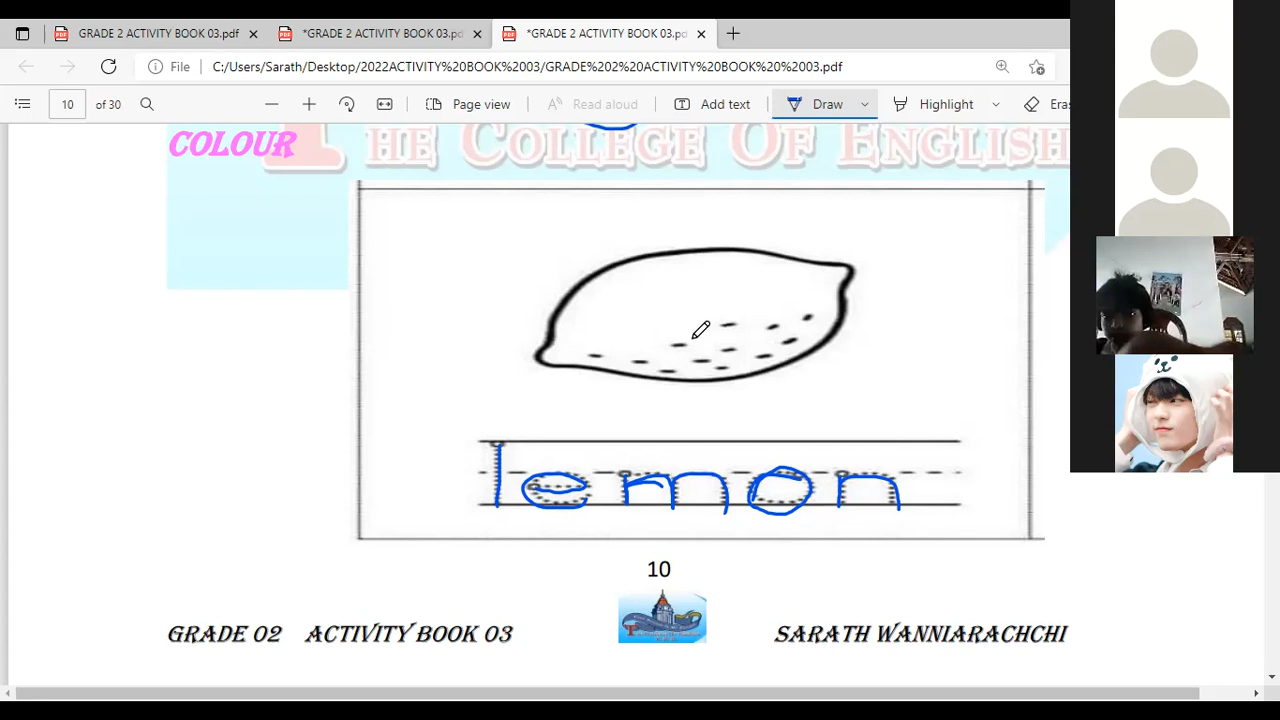 GRADE 2 ACTIVITY BOOK 03.pdf
*GRADE 2 ACTIVITY BOOK 03.pd
*GRADE 2 ACTIVITY BOOK 03.pd
File C:/Users/Sarath/Desktop/2022ACTIVITY%20BOOK%2003/GRADE%202%20ACTIVITY%20BOOK%20%2003.pdf
10 of 30 Page view Read aloud Add text Draw Highlight Eras
COLOUR
THE COLLEGE OF ENGLISH
lemon
10
GRADE 02 ACTIVITY BOOK 03 SARATH WANNIARACHCHI